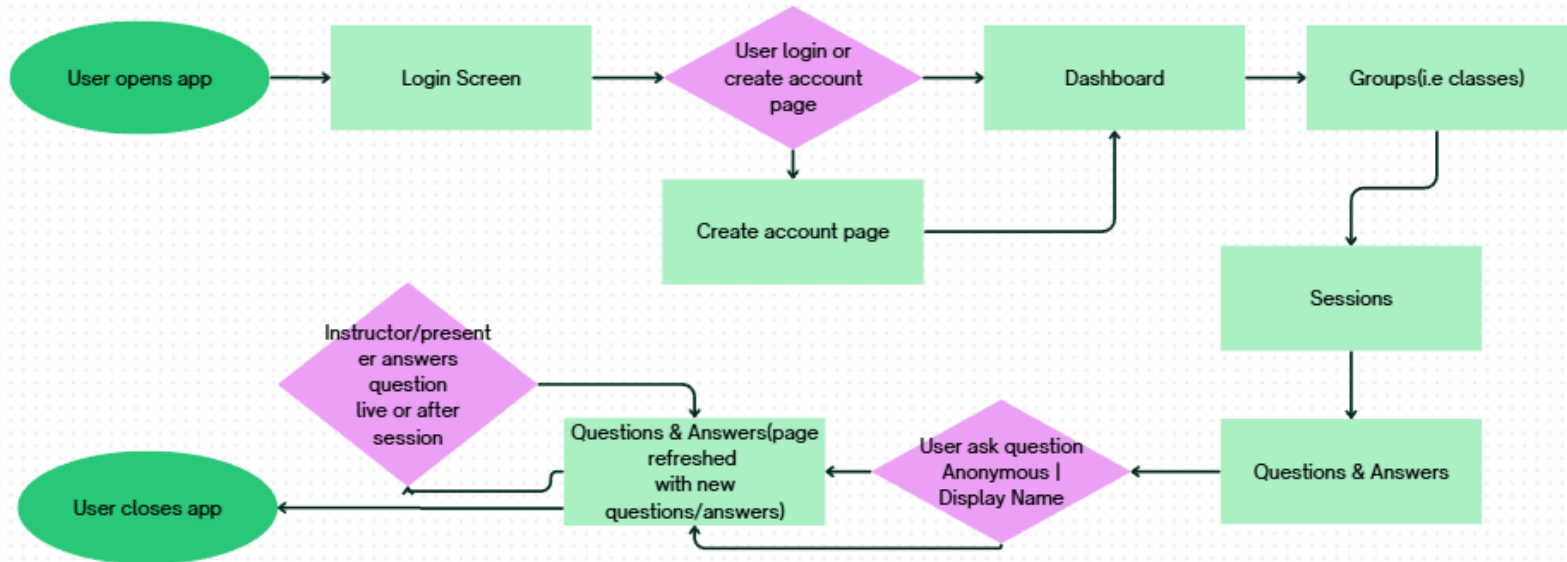 User opens app
Login Screen
User login or
create account
page
Dashboard
Groups(i.e classes)
Create account page
Sessions
Instructor/present
er answers
question
live or after
session
Questions & Answers(page
refreshed
with new
questions/answers)
User ask question
Anonymous |
Display Name
Questions & Answers
User closes app